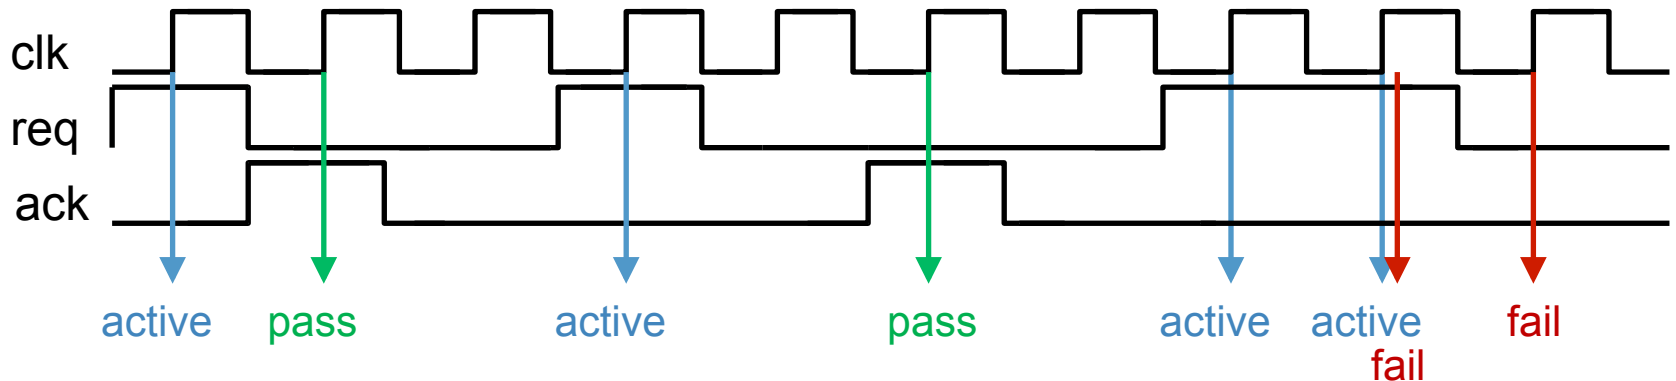 clk
req
ack
active pass active pass active active fail
fail